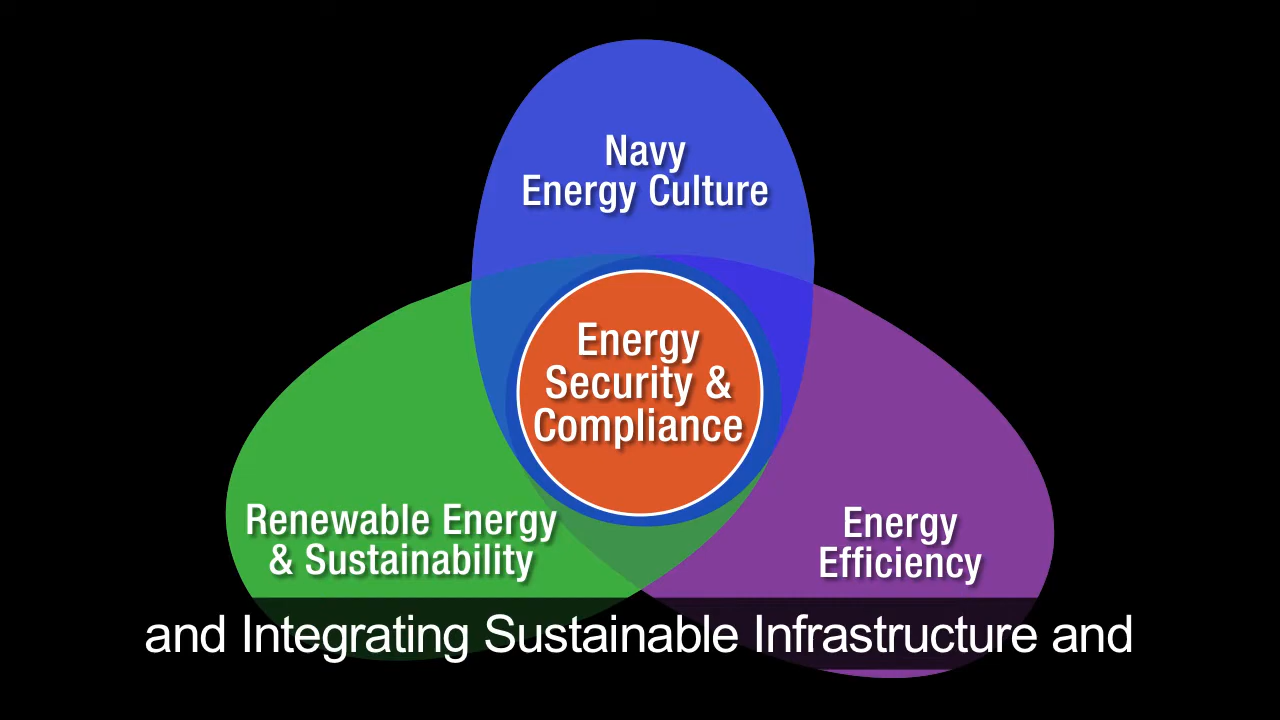 Navy
Energy Culture
Energy
Security &
Compliance
Renewable Energy
& Sustainability
Energy
Efficiency
and Integrating Sustainable Infrastructure and